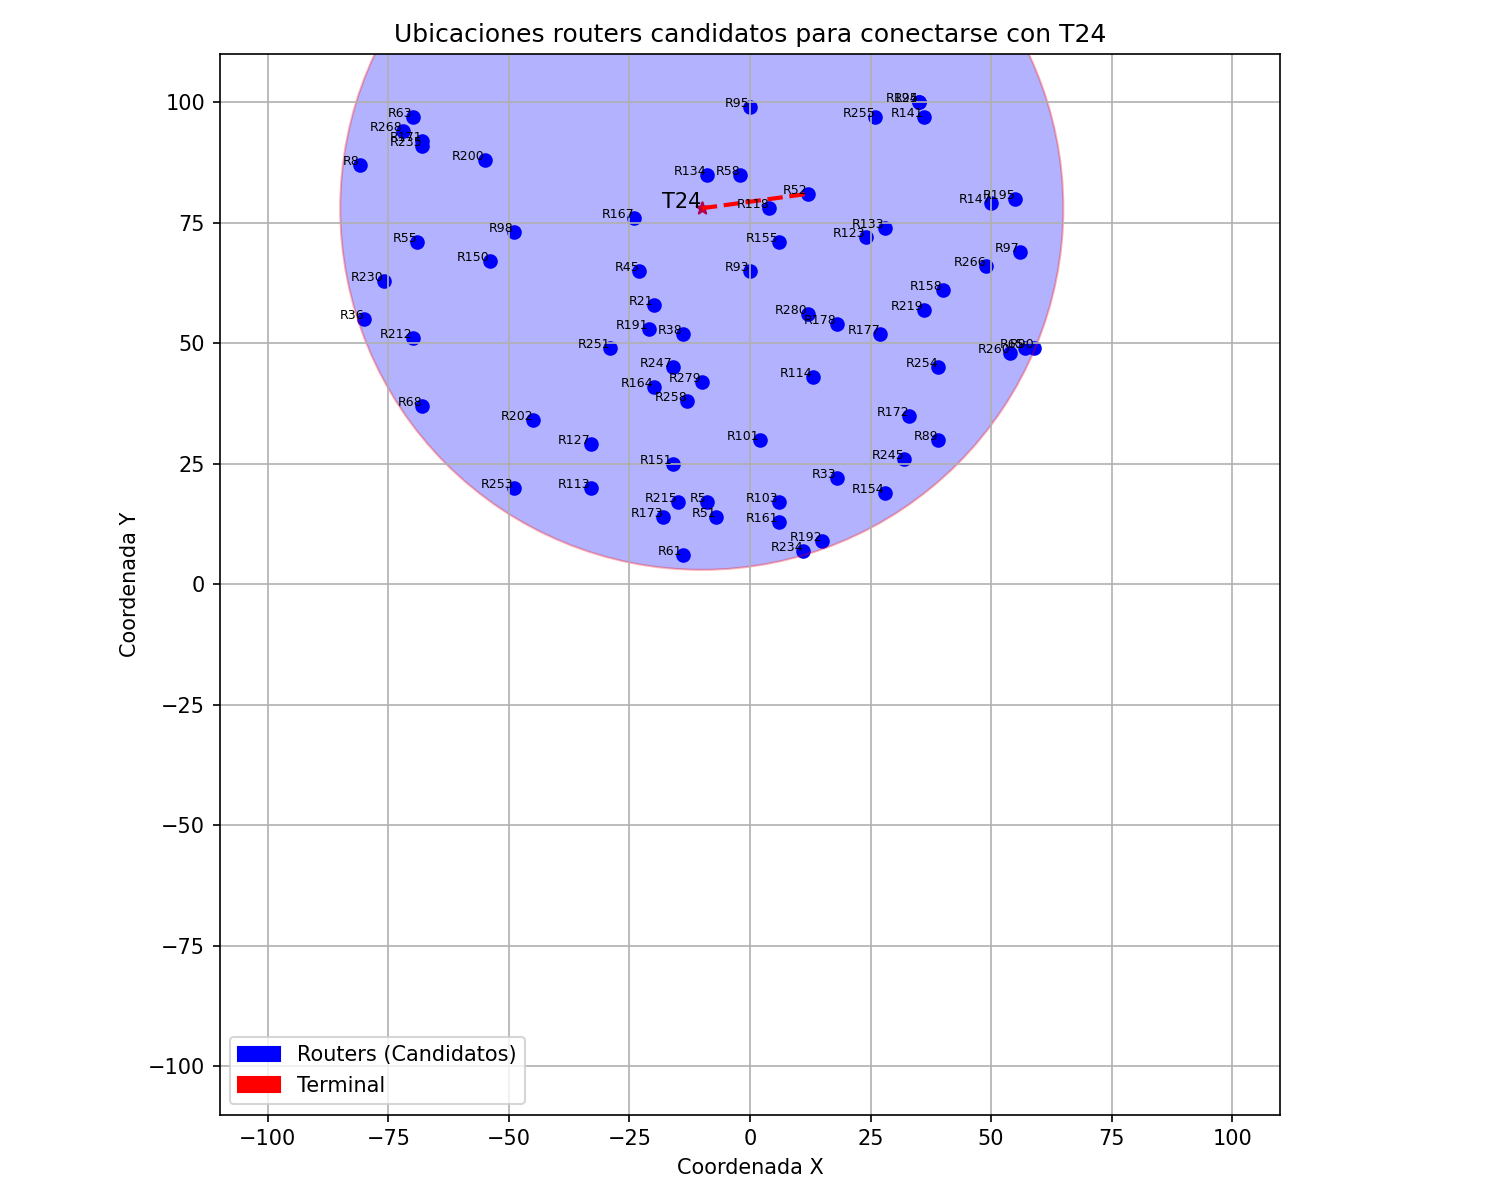 Ubicaciones routers candidatos para conectarse con T24
100
R95
R255
R141
R63
R268
R8
R200
R134
R58
T24
R52
R118
R195
75
R167
R98
R133
R123
R55
R155
R97
R150
R45
R93
R266
R230
R158
R21
R280
R219
R36
R178
R191
R38
R177
R212
50
R251
R260
R247
R254
R279
R114
R164
R258
R68
R202
R172
R127
R101
R89
R151
R245
25
R33
R253
R113
R154
R215
R5
R103
R173
R51
R161
R192
R234
R61
0
−25
−50
−75
−100
Coordenada Y
Routers (Candidatos)
Terminal
−100 −75 −50 −25 0 25 50 75 100
Coordenada X